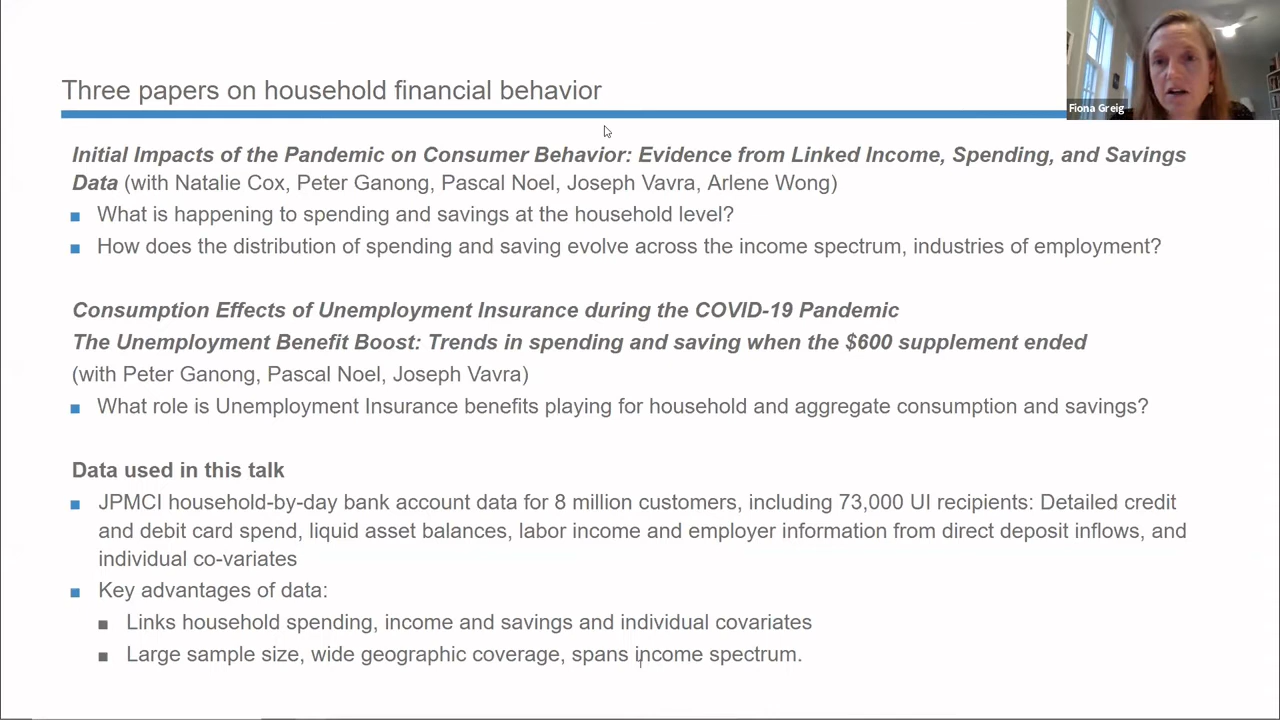 Three papers on household financial behavior
Fiona Greig
Initial Impacts of the Pandemic on Consumer Behavior: Evidence from Linked Income, Spending, and Savings
Data (with Natalie Cox, Peter Ganong, Pascal Noel, Joseph Vavra, Arlene Wong)
What is happening to spending and savings at the household level?
How does the distribution of spending and saving evolve across the income spectrum, industries of employment?
Consumption Effects of Unemployment Insurance during the COVID-19 Pandemic
The Unemployment Benefit Boost: Trends in spending and saving when the $600 supplement ended
(with Peter Ganong, Pascal Noel, Joseph Vavra)
What role is Unemployment Insurance benefits playing for household and aggregate consumption and savings?
Data used in this talk
JPMCI household-by-day bank account data for 8 million customers, including 73,000 UI recipients: Detailed credit
and debit card spend, liquid asset balances, labor income and employer information from direct deposit inflows, and
individual co-variates
Key advantages of data:
Links household spending, income and savings and individual covariates
Large sample size, wide geographic coverage, spans income spectrum.